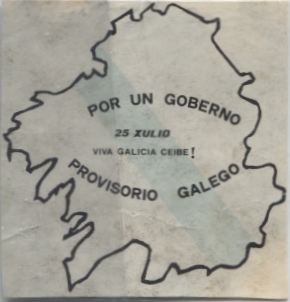 POR UN GOBERNO
25 XULIO
VIVA GALICIA CEIBE!
PROVISORIO GALEGO